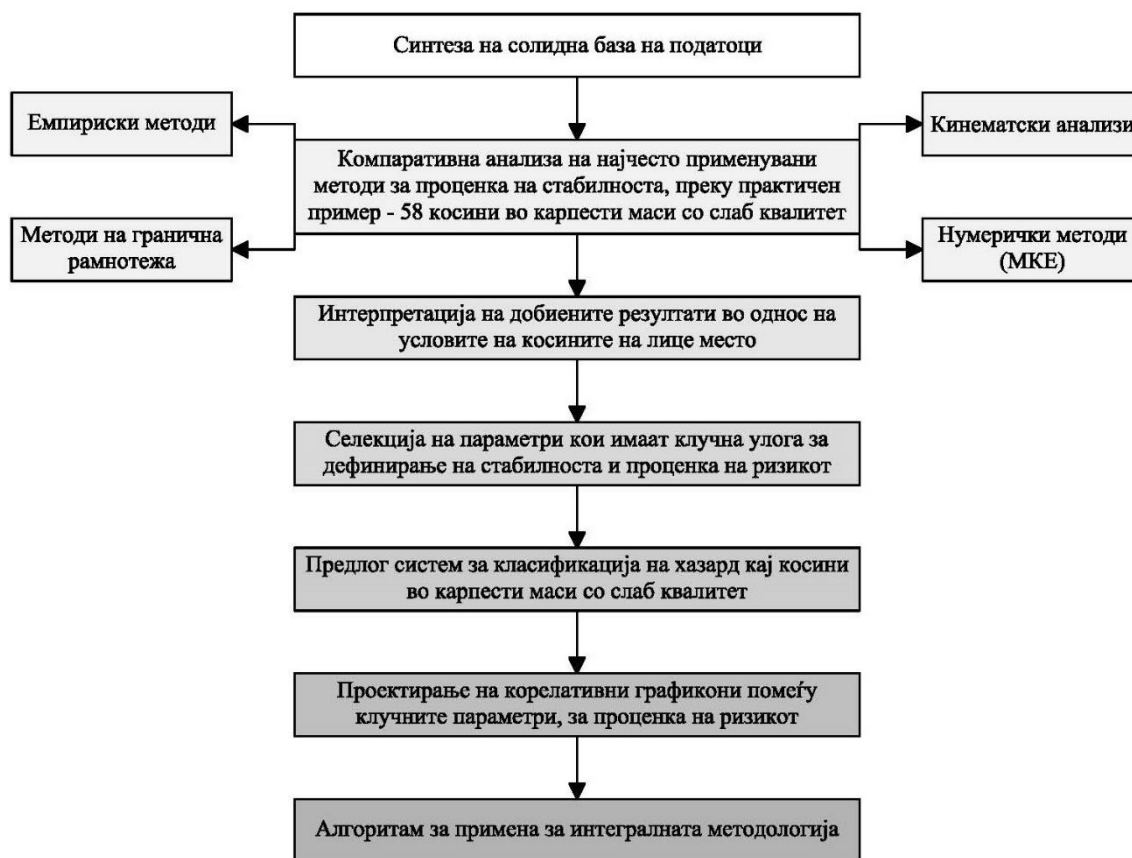 Синтеза на солидна база на податоци
Емпириски методи
Кинематски анализи
Компаративна анализа на најчесто применувани
методи за проценка на стабилноста, преку практичен
пример - 58 косини во карпести маси со слаб квалитет
Методи на гранична
рамнотежа
Нумерички методи
(МКЕ)
Интерпретација на добиените резултати во однос на
условите на косините на лице место
Селекција на параметри кои имаат клучна улога за
дефинирање на стабилноста и проценка на ризикот
Предлог систем за класификација на хазард кај косини
во карпести маси со слаб квалитет
Проектирање на корелативни графикони помеѓу
клучните параметри, за проценка на ризикот
Алгоритам за примена за интегралната методологија